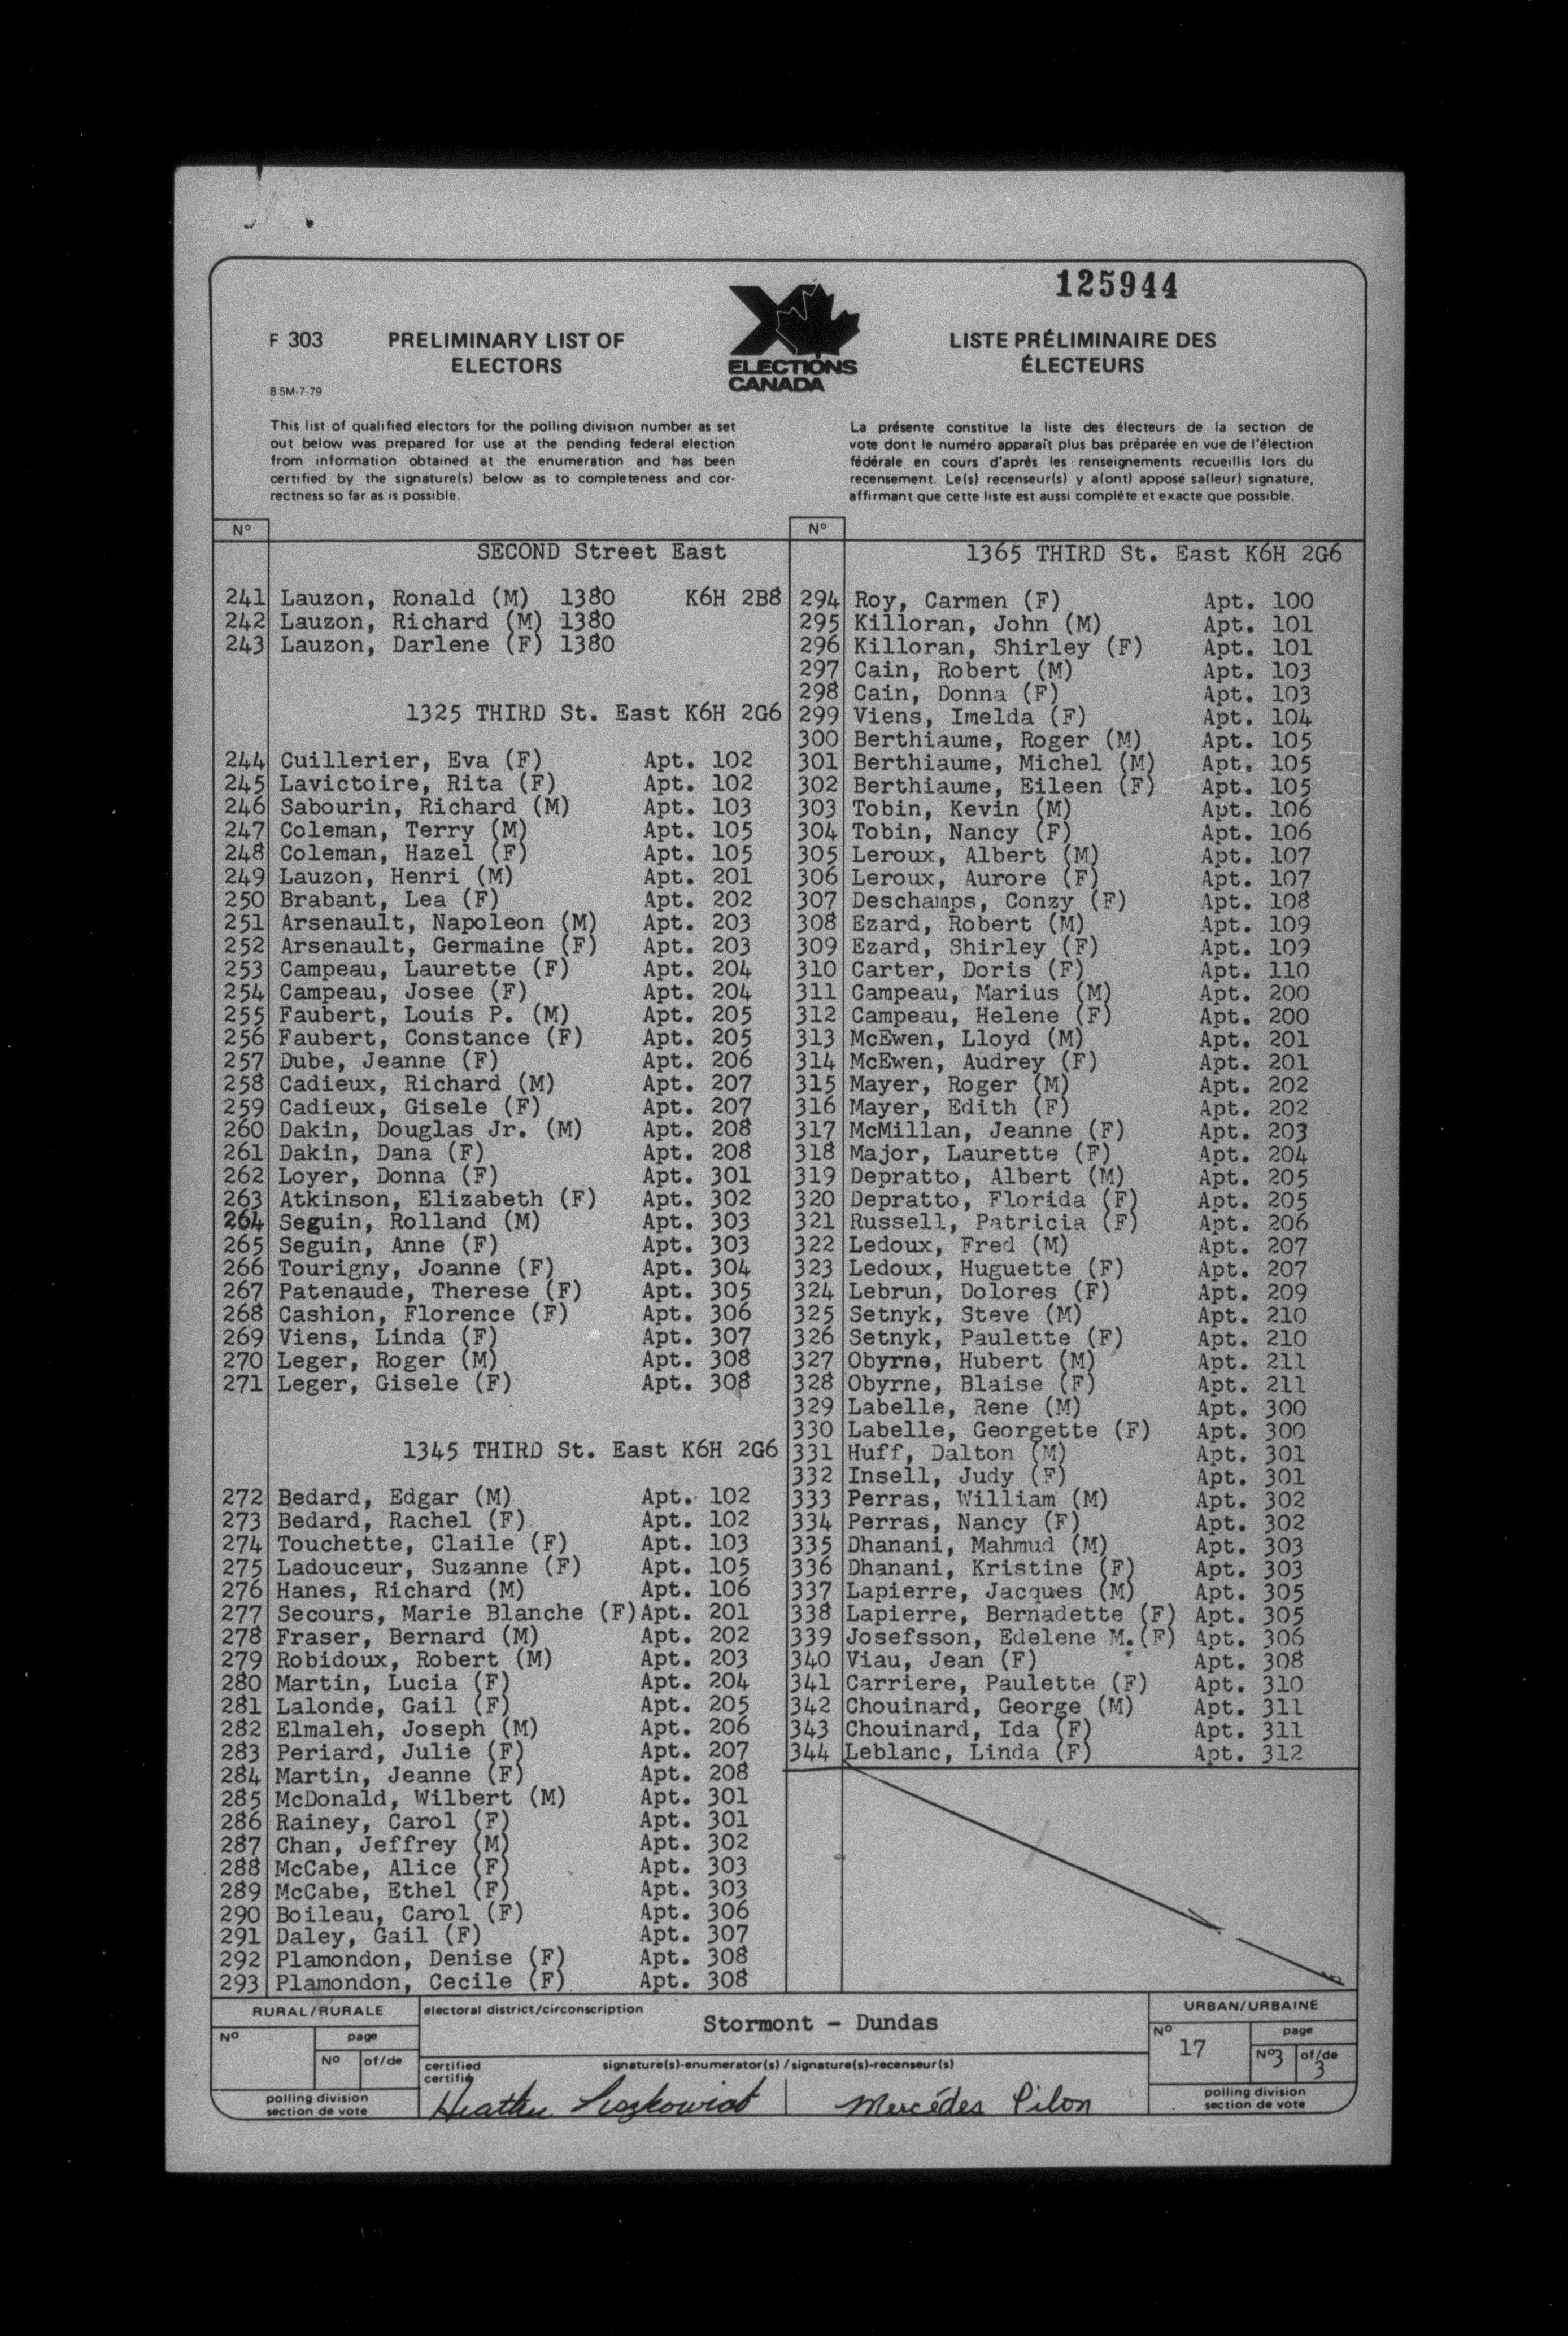 125944
F 303
PRELIMINARY LIST OF
ELECTORS
8 5M-7-79
ELECTIONS
CANADA
LISTE PRÉLIMINAIRE DES
ÉLECTEURS
This list of qualified electors for the polling division number as set
out below was prepared for use at the pending federal election
from information obtained at the enumeration and has been
certified by the signature(s) below as to completeness and cor-
rectness so far as is possible.
La présente constitue la liste des électeurs de la section de
vote dont le numéro apparaît plus bas préparée en vue de l'élection
fédérale en cours d'après les renseignements recueillis lors du
recensement. Le(s) recenseur(s) y a(ont) apposé sa(leur) signature,
affirmant que cette liste est aussi complète et exacte que possible.
Nº
SECOND Street East
241 Lauzon, Ronald (M) 1380 K6H 2B8
242 Lauzon, Richard (M) 1380
243 Lauzon, Darlene (F) 1380
1325 THIRD St. East K6H 2G6
244 Cuillerier, Eva (F) Apt. 102
245 Lavictoire, Rita (F) Apt. 102
246 Sabourin, Richard (M) Apt. 103
247 Coleman, Terry (M) Apt. 105
248 Coleman, Hazel (F) Apt. 105
249 Lauzon, Henri (M) Apt. 201
250 Brabant, Lea (F) Apt. 202
251 Arsenault, Napoleon (M) Apt. 203
252 Arsenault, Germaine (F) Apt. 203
253 Campeau, Laurette (F) Apt. 204
254 Campeau, Josee (F) Apt. 204
255 Faubert, Louis P. (M) Apt. 205
256 Faubert, Constance (F) Apt. 205
257 Dube, Jeanne (F) Apt. 206
258 Cadieux, Richard (M) Apt. 207
259 Cadieux, Gisele (F) Apt. 207
260 Dakin, Douglas Jr. (M) Apt. 208
261 Dakin, Dana (F) Apt. 208
262 Loyer, Donna (F) Apt. 301
263 Atkinson, Elizabeth (F) Apt. 302
264 Seguin, Rolland (M) Apt. 303
265 Seguin, Anne (F) Apt. 303
266 Tourigny, Joanne (F) Apt. 304
267 Patenaude, Therese (F) Apt. 305
268 Cashion, Florence (F) Apt. 306
269 Viens, Linda (F) Apt. 307
270 Leger, Roger (M) Apt. 308
271 Leger, Gisele (F) Apt. 308
1345 THIRD St. East K6H 2G6
272 Bedard, Edgar (M) Apt. 102
273 Bedard, Rachel (F) Apt. 102
274 Touchette, Claile (F) Apt. 103
275 Ladouceur, Suzanne (F) Apt. 105
276 Hanes, Richard (M) Apt. 106
277 Secours, Marie Blanche (F) Apt. 201
278 Fraser, Bernard (M) Apt. 202
279 Robidoux, Robert (M) Apt. 203
280 Martin, Lucia (F) Apt. 204
281 Lalonde, Gail (F) Apt. 205
282 Elmaleh, Joseph (M) Apt. 206
283 Periard, Julie (F) Apt. 207
284 Martin, Jeanne (F) Apt. 208
285 McDonald, Wilbert (M) Apt. 301
286 Rainey, Carol (F) Apt. 301
287 Chan, Jeffrey (M) Apt. 302
288 McCabe, Alice (F) Apt. 303
289 McCabe, Ethel (F) Apt. 303
290 Boileau, Carol (F) Apt. 306
291 Daley, Gail (F) Apt. 307
292 Plamondon, Denise (F) Apt. 308
293 Plamondon, Cecile (F) Apt. 308
Nº
1365 THIRD St. East K6H 2G6
294 Roy, Carmen (F) Apt. 100
295 Killoran, John (M) Apt. 101
296 Killoran, Shirley (F) Apt. 101
297 Cain, Robert (M) Apt. 103
298 Cain, Donna (F) Apt. 103
299 Viens, Imelda (F) Apt. 104
300 Berthiaume, Roger (M) Apt. 105
301 Berthiaume, Michel (M) Apt. 105
302 Berthiaume, Eileen (F) Apt. 105
303 Tobin, Kevin (M) Apt. 106
304 Tobin, Nancy (F) Apt. 106
305 Leroux, Albert (M) Apt. 107
306 Leroux, Aurore (F) Apt. 107
307 Deschamps, Conzy (F) Apt. 108
308 Ezard, Robert (M) Apt. 109
309 Ezard, Shirley (F) Apt. 109
310 Carter, Doris (F) Apt. 110
311 Campeau, Marius (M) Apt. 200
312 Campeau, Helene (F) Apt. 200
313 McEwen, Lloyd (M) Apt. 201
314 McEwen, Audrey (F) Apt. 201
315 Mayer, Roger (M) Apt. 202
316 Mayer, Edith (F) Apt. 202
317 McMillan, Jeanne (F) Apt. 203
318 Major, Laurette (F) Apt. 204
319 Depratto, Albert (M) Apt. 205
320 Depratto, Florida (F) Apt. 205
321 Russell, Patricia (F) Apt. 206
322 Ledoux, Fred (M) Apt. 207
323 Ledoux, Huguette (F) Apt. 207
324 Lebrun, Dolores (F) Apt. 209
325 Setnyk, Steve (M) Apt. 210
326 Setnyk, Paulette (F) Apt. 210
327 Obyrne, Hubert (M) Apt. 211
328 Obyrne, Blaise (F) Apt. 211
329 Labelle, Rene (M) Apt. 300
330 Labelle, Georgette (F) Apt. 300
331 Huff, Dalton (M) Apt. 301
332 Insell, Judy (F) Apt. 301
333 Perras, William (M) Apt. 302
334 Perras, Nancy (F) Apt. 302
335 Dhanani, Mahmud (M) Apt. 303
336 Dhanani, Kristine (F) Apt. 303
337 Lapierre, Jacques (M) Apt. 305
338 Lapierre, Bernadette (F) Apt. 305
339 Josefsson, Edelene M. (F) Apt. 306
340 Viau, Jean (F) Apt. 308
341 Carriere, Paulette (F) Apt. 310
342 Chouinard, George (M) Apt. 311
343 Chouinard, Ida (F) Apt. 311
344 Leblanc, Linda (F) Apt. 312
RURAL/RURALE
Nº
page
Nº of/de
polling division
section de vote
electoral district/circonscription
Stormont - Dundas
certified
certifié
signature(s)-enumerator(s) / signature(s)-recenseur(s)
Heather Liszkowiat
Mercédes Pilon
URBAN/URBAINE
Nº
17
page
Nº 3 of/de 3
polling division
section de vote